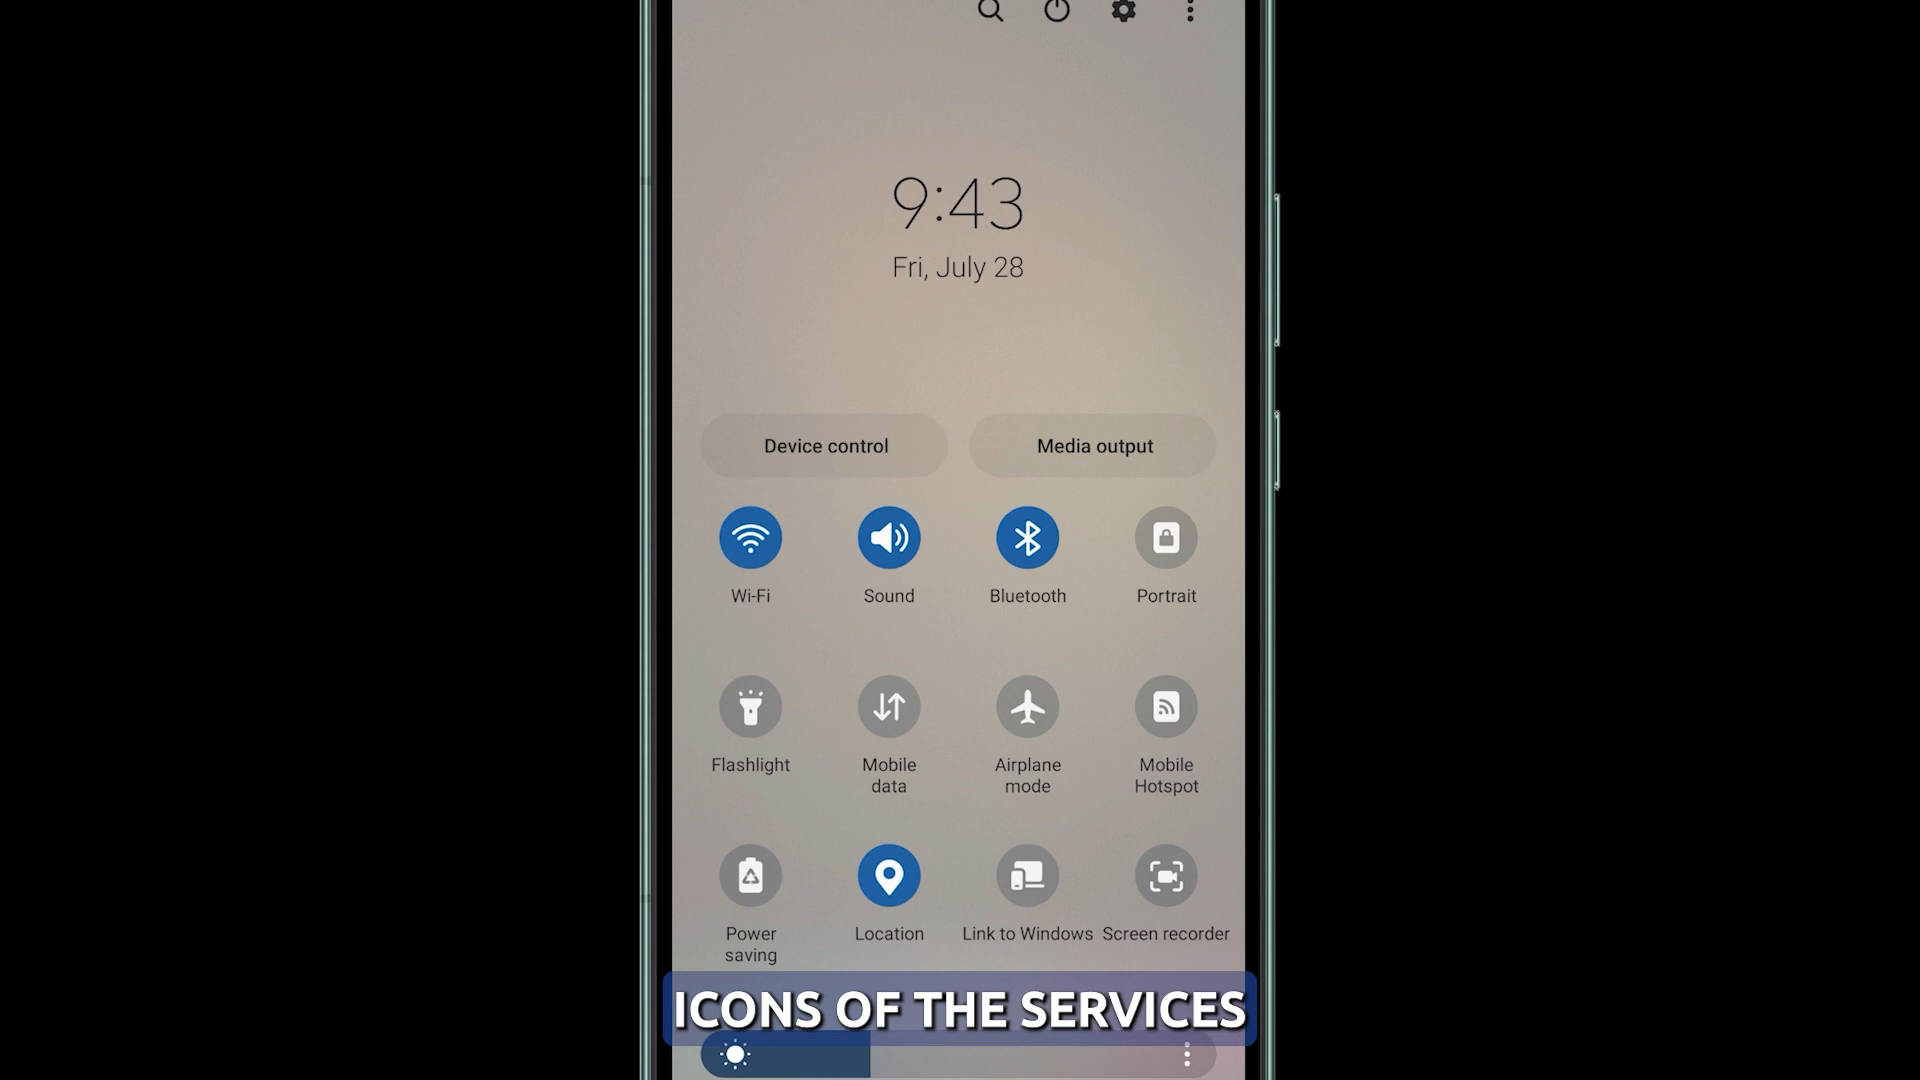 9:43
Fri, July 28
Device control
Media output
Wi-Fi
Sound
Bluetooth
Portrait
Flashlight
Mobile
data
Airplane
mode
Mobile
Hotspot
Power
saving
Location
Link to Windows
Screen recorder
ICONS OF THE SERVICES